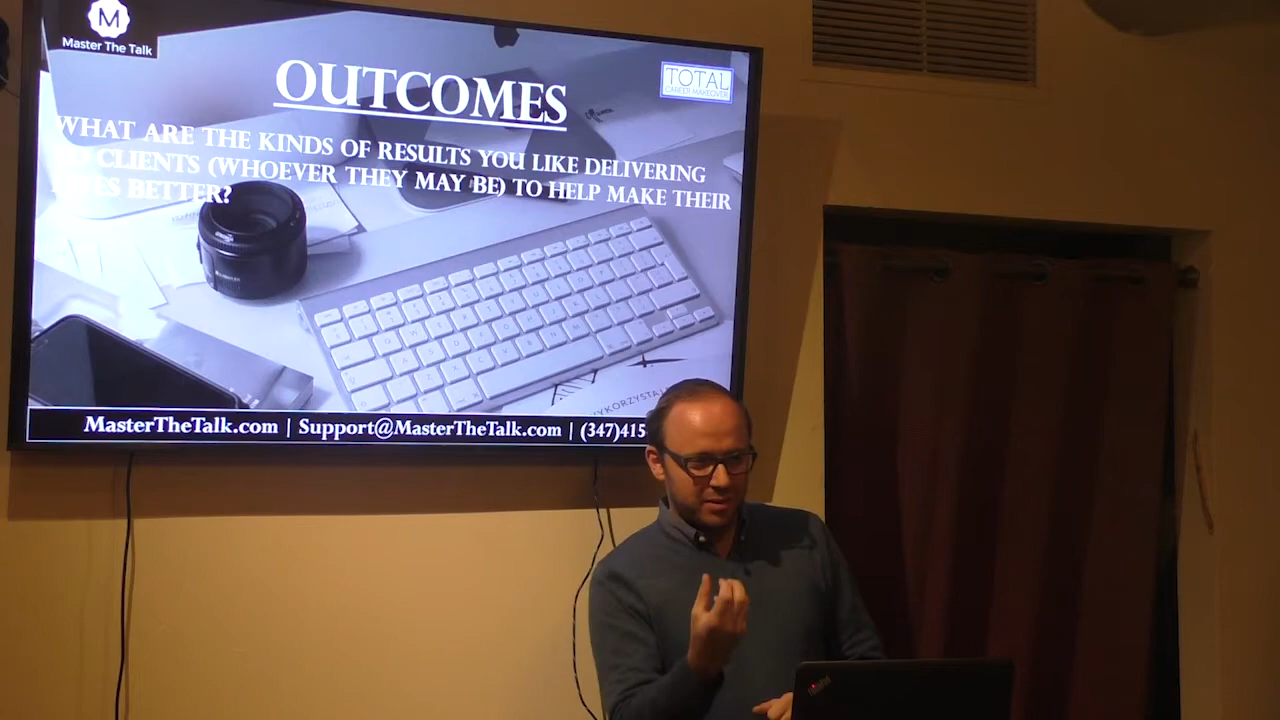 M
Master The Talk
TOTAL
CAREER MAKEOVER
OUTCOMES
WHAT ARE THE KINDS OF RESULTS YOU LIKE DELIVERING
CLIENTS (WHOEVER THEY MAY BE) TO HELP MAKE THEIR
BETTER?
MasterTheTalk.com | Support@MasterTheTalk.com | (347)415